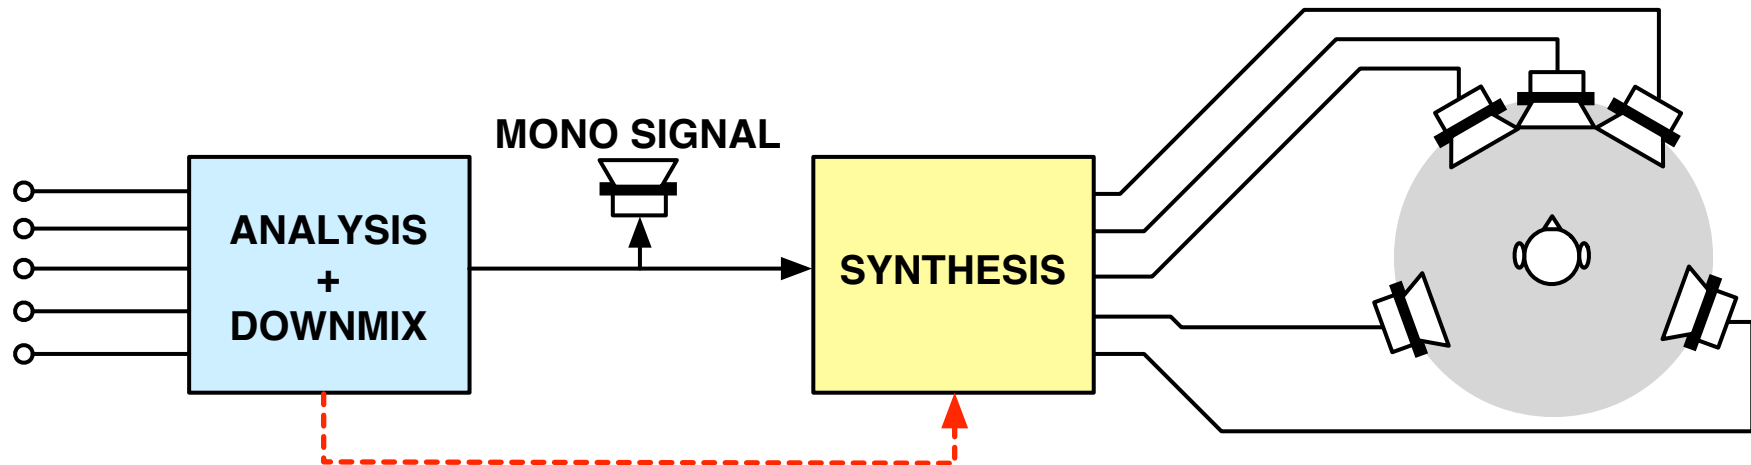 MONO SIGNAL
ANALYSIS
+
DOWNMIX
SYNTHESIS